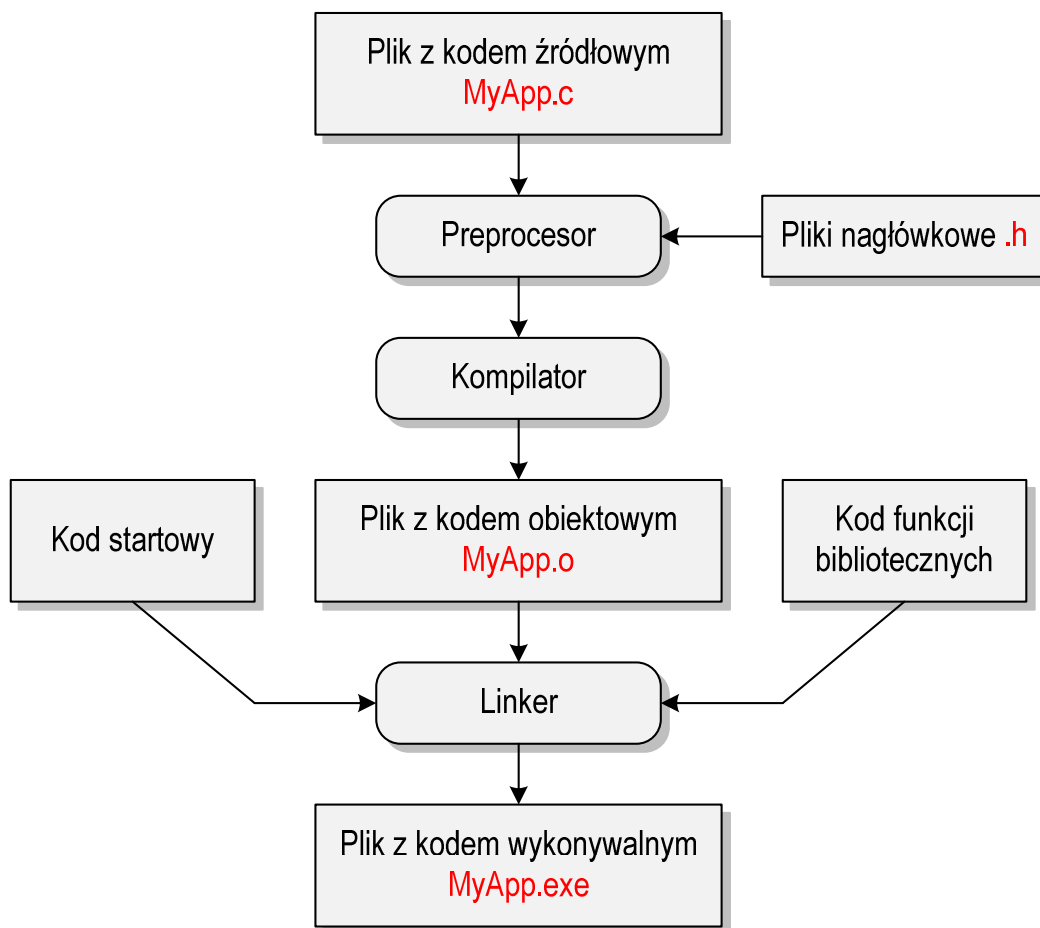 Plik z kodem źródłowym
MyApp.c
Preprocesor
Pliki nagłówkowe .h
Kompilator
Kod startowy
Plik z kodem obiektowym
MyApp.o
Kod funkcji
bibliotecznych
Linker
Plik z kodem wykonywalnym
MyApp.exe